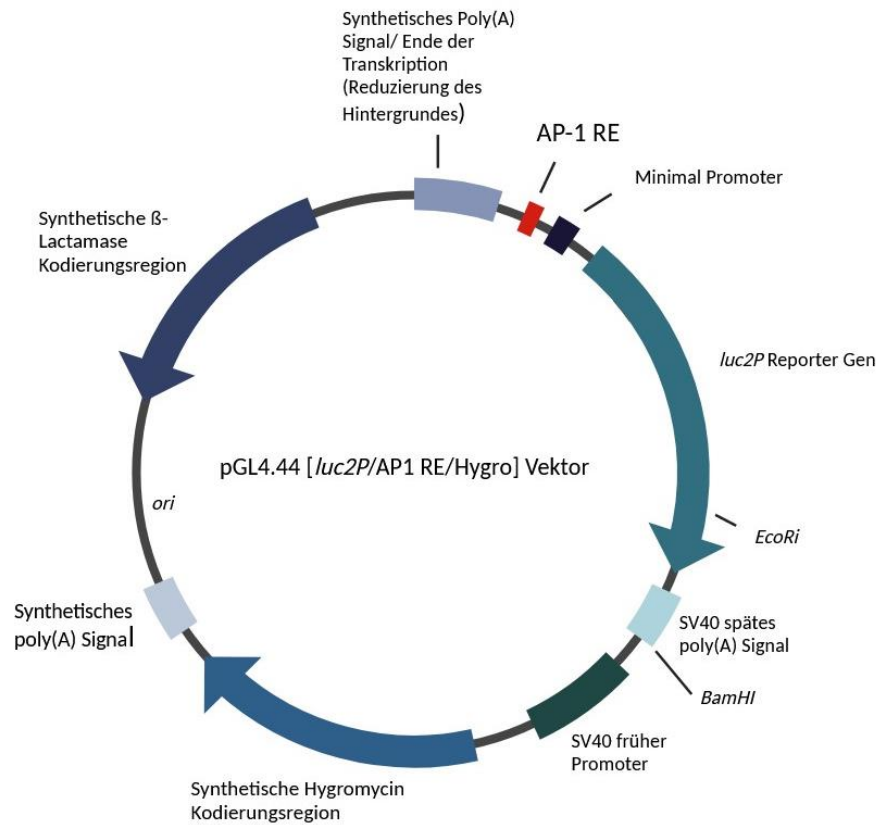 Synthetisches Poly(A)
Signal/ Ende der
Transkription
(Reduzierung des
Hintergrundes)
AP-1 RE
Minimal Promoter
Synthetische ß-
Lactamase
Kodierungsregion
luc2P Reporter Gen
pGL4.44 [luc2P/AP1 RE/Hygro] Vektor
ori
EcoRi
Synthetisches
poly(A) Signal
SV40 spätes
poly(A) Signal
BamHI
SV40 früher
Promoter
Synthetische Hygromycin
Kodierungsregion